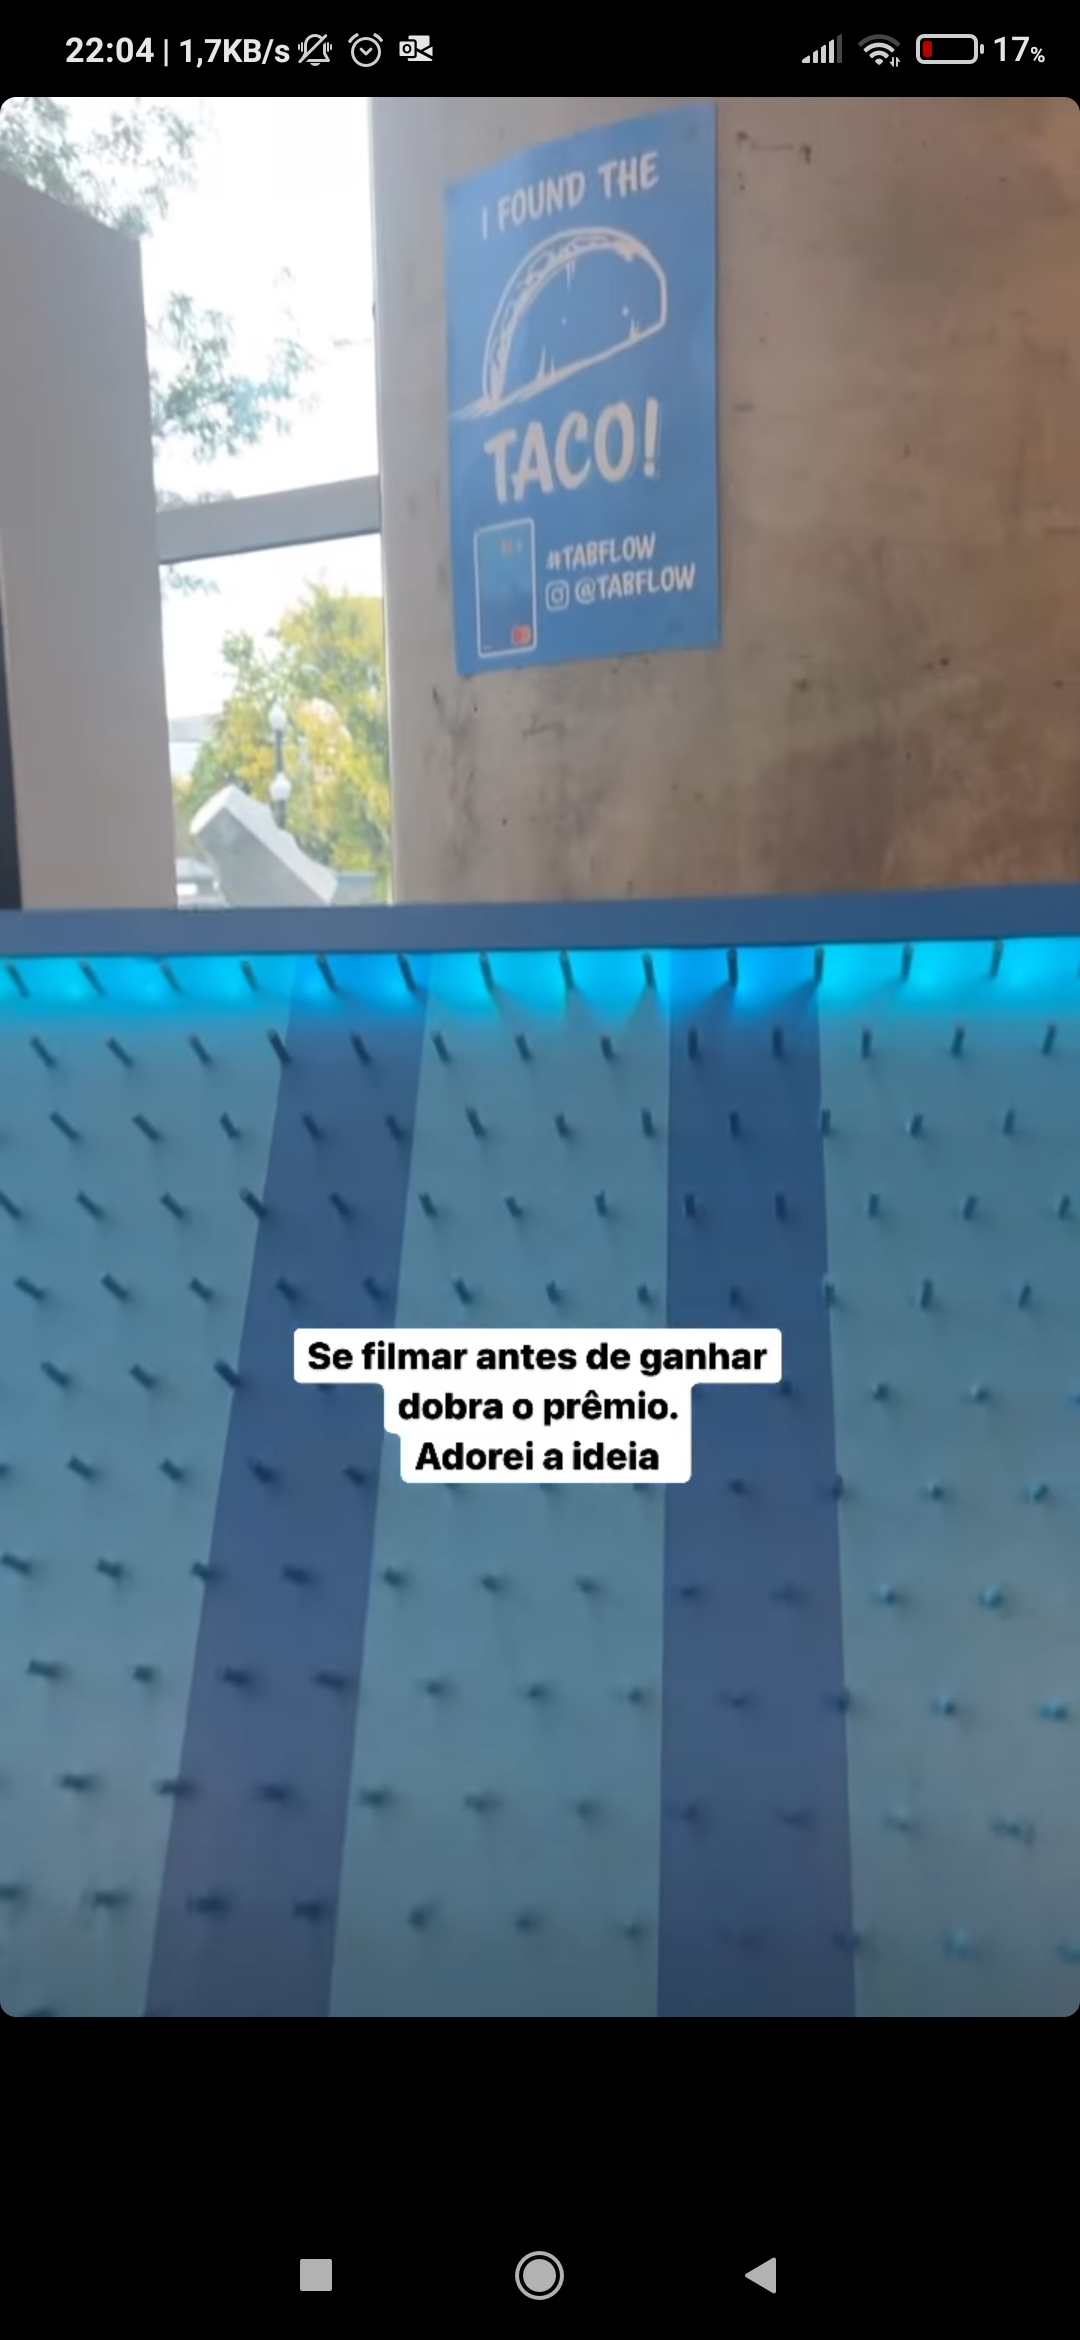 22:04 | 1,7KB/s
17%
I FOUND THE
TACO!
#TABFLOW
@TABFLOW
Se filmar antes de ganhar
dobra o prêmio.
Adorei a ideia